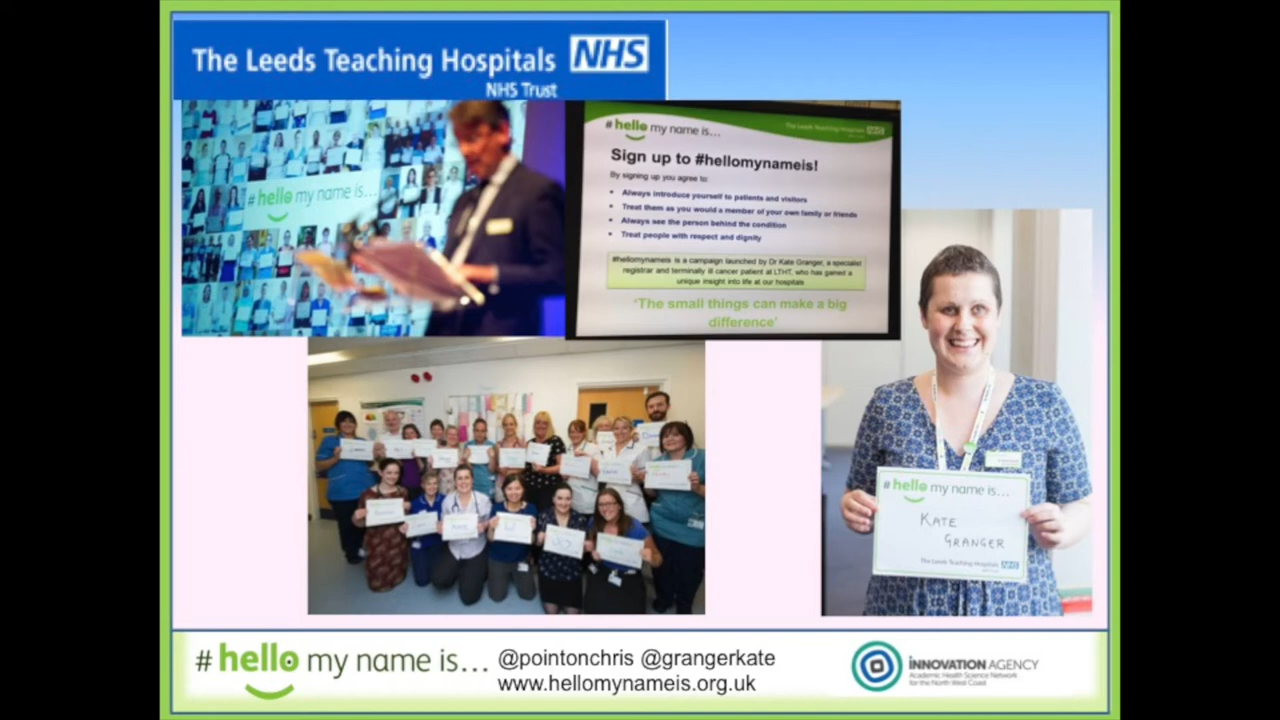 The Leeds Teaching Hospitals NHS
NHS Trust
#hello my name is...
#hello my name is...
The Leeds Teaching Hospitals NHS
Sign up to #hellomynameis!
By signing up you agree to:
• Always introduce yourself to patients and visitors
• Treat them as you would a member of your own family or friends
• Always see the person behind the condition
• Treat people with respect and dignity
#hellomynameis is a campaign launched by Dr Kate Granger, a specialist
registrar and terminally ill cancer patient at LTHT, who has gained a
unique insight into life at our hospitals
'The small things can make a big
difference'
#hello my name is...
KATE
GRANGER
The Leeds Teaching Hospitals NHS
# hello my name is... @pointonchris @grangerkate
www.hellomynameis.org.uk
INNOVATION AGENCY
Academic Health Science Network
for the North West Coast